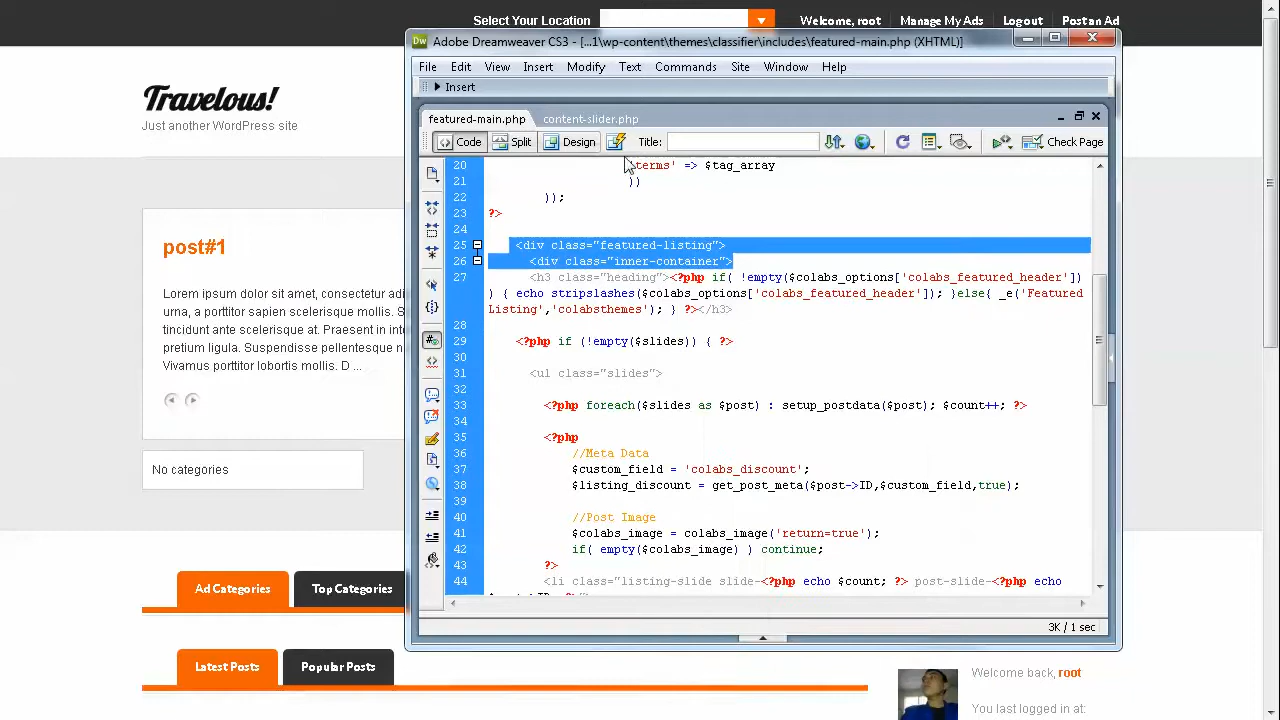 Select Your Location
Welcome, root
Manage My Ads
Logout
Post an Ad
Travelous!
Just another WordPress site
post#1
Lorem ipsum dolor sit amet, consectet
urna, a porttitor sapien scelerisque mollis. S
tincidunt ante scelerisque at. Praesent in inte
pretium ligula. Suspendisse pellentesque n
Vivamus porttitor lobortis mollis. D ...
No categories
Ad Categories
Top Categories
Latest Posts
Popular Posts
Dw Adobe Dreamweaver CS3 - [...1\wp-content\themes\classifier\includes\featured-main.php (XHTML)]
File Edit View Insert Modify Text Commands Site Window Help
Insert
featured-main.php
content-slider.php
Code Split Design Title: Check Page
20 'terms' => $tag_array
21 ))
22 ));
23 ?>
24
25 <div class="featured-listing">
26 <div class="inner-container">
27 <h3 class="heading"><?php if( !empty($colabs_options['colabs_featured_header'])
) { echo stripslashes($colabs_options['colabs_featured_header']); }else{ _e('Featured
Listing','colabsthemes'); } ?></h3>
28
29 <?php if (!empty($slides)) { ?>
30
31 <ul class="slides">
32
33 <?php foreach($slides as $post) : setup_postdata($post); $count++; ?>
34
35 <?php
36 //Meta Data
37 $custom_field = 'colabs_discount';
38 $listing_discount = get_post_meta($post->ID,$custom_field,true);
39
40 //Post Image
41 $colabs_image = colabs_image('return=true');
42 if( empty($colabs_image) ) continue;
43 ?>
44 <li class="listing-slide slide-<?php echo $count; ?> post-slide-<?php echo
3K / 1 sec
Welcome back, root
You last logged in at: